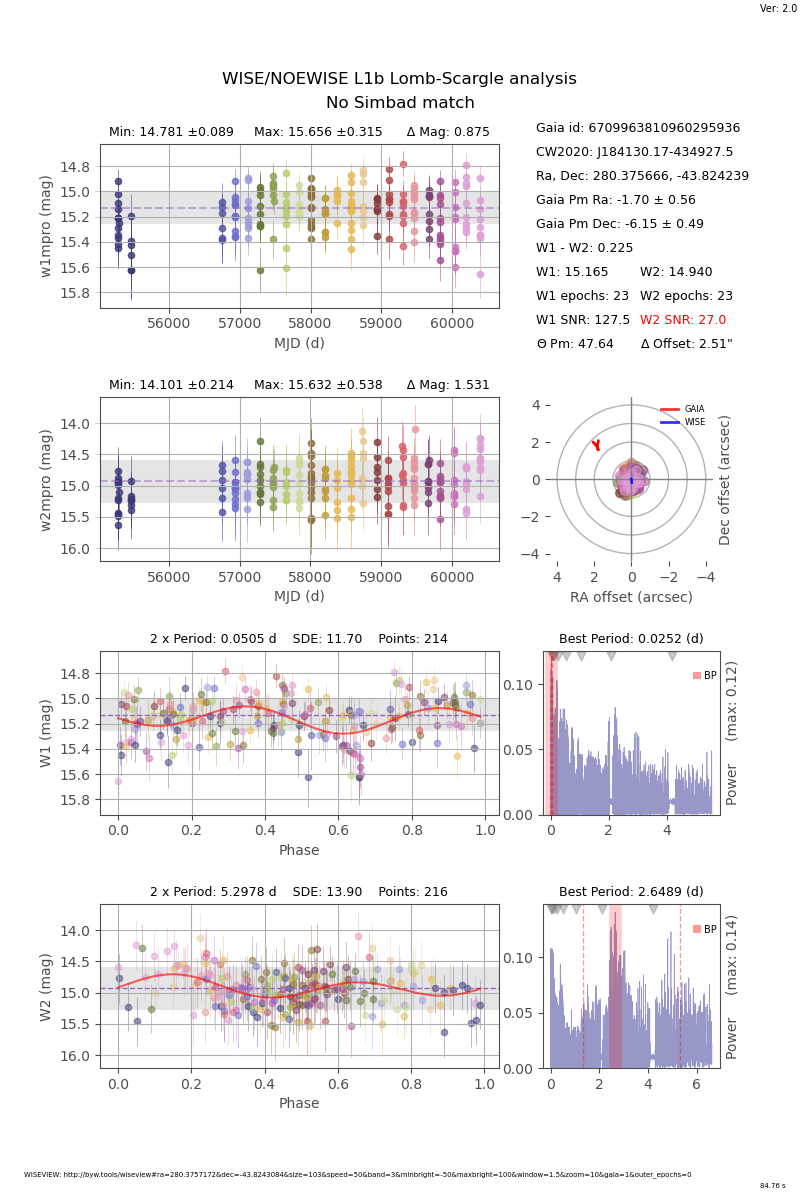 Ver: 2.0
WISE/NOEWISE L1b Lomb-Scargle analysis
No Simbad match
Min: 14.781 ±0.089 Max: 15.656 ±0.315 Δ Mag: 0.875
14.8
15.0
15.2
15.4
15.6
15.8
w1mpro (mag)
56000 57000 58000 59000 60000
MJD (d)
Gaia id: 6709963810960295936
CW2020: J184130.17-434927.5
Ra, Dec: 280.375666, -43.824239
Gaia Pm Ra: -1.70 ± 0.56
Gaia Pm Dec: -6.15 ± 0.49
W1 - W2: 0.225
W1: 15.165 W2: 14.940
W1 epochs: 23 W2 epochs: 23
W1 SNR: 127.5 W2 SNR: 27.0
Θ Pm: 47.64 Δ Offset: 2.51"
Min: 14.101 ±0.214 Max: 15.632 ±0.538 Δ Mag: 1.531
14.0
14.5
15.0
15.5
16.0
w2mpro (mag)
56000 57000 58000 59000 60000
MJD (d)
GAIA
WISE
4
2
0
−2
−4
Dec offset (arcsec)
4 2 0 −2 −4
RA offset (arcsec)
2 x Period: 0.0505 d SDE: 11.70 Points: 214
14.8
15.0
15.2
15.4
15.6
15.8
W1 (mag)
0.0 0.2 0.4 0.6 0.8 1.0
Phase
Best Period: 0.0252 (d)
BP
0.10
0.05
0.00
Power (max: 0.12)
0 2 4
2 x Period: 5.2978 d SDE: 13.90 Points: 216
14.0
14.5
15.0
15.5
16.0
W2 (mag)
0.0 0.2 0.4 0.6 0.8 1.0
Phase
Best Period: 2.6489 (d)
BP
0.10
0.05
0.00
Power (max: 0.14)
0 2 4 6
WISEVIEW: http://byw.tools/wiseview#ra=280.3757172&dec=-43.8243084&size=103&speed=50&band=3&minbright=-50&maxbright=100&window=1.5&zoom=10&gaia=1&outer_epochs=0
84.76 s